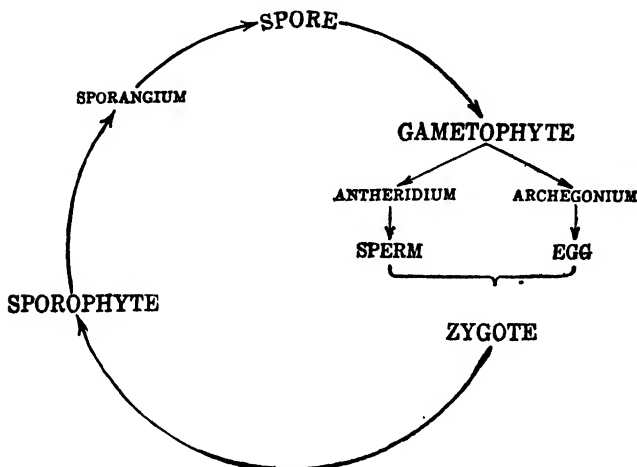 SPORE
SPORANGIUM
GAMETOPHYTE
ANTHERIDIUM ARCHEGONIUM
SPERM EGG
SPOROPHYTE
ZYGOTE